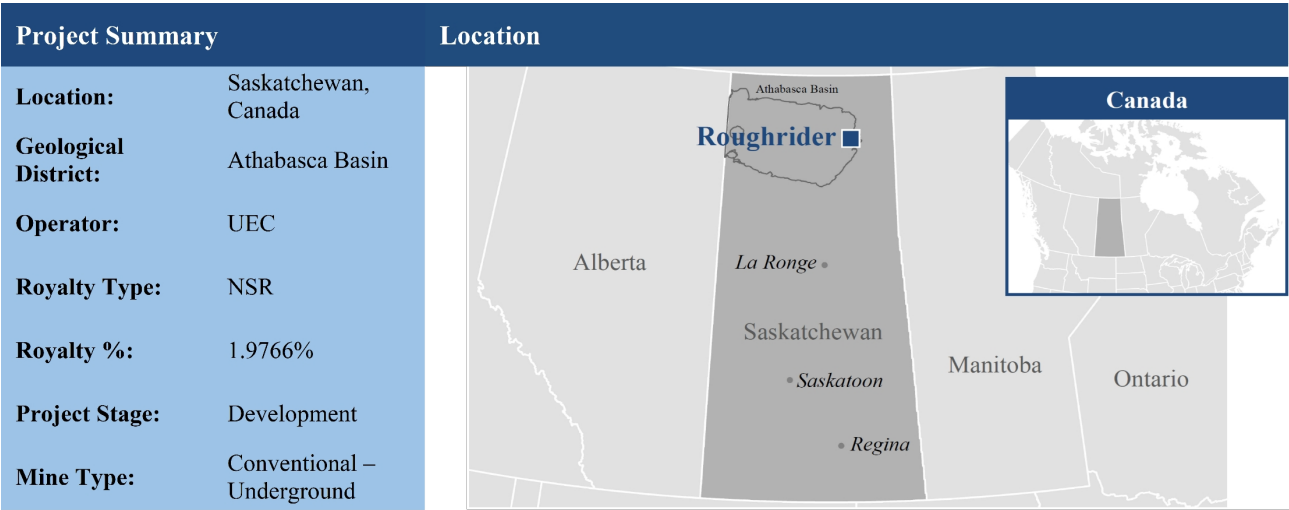 Project Summary
Location
Location:
Saskatchewan,
Canada
Geological
District:
Athabasca Basin
Operator:
UEC
Royalty Type:
NSR
Royalty %:
1.9766%
Project Stage:
Development
Mine Type:
Conventional –
Underground
Athabasca Basin
Roughrider
Alberta
La Ronge
Saskatchewan
Saskatoon
Regina
Manitoba
Ontario
Canada